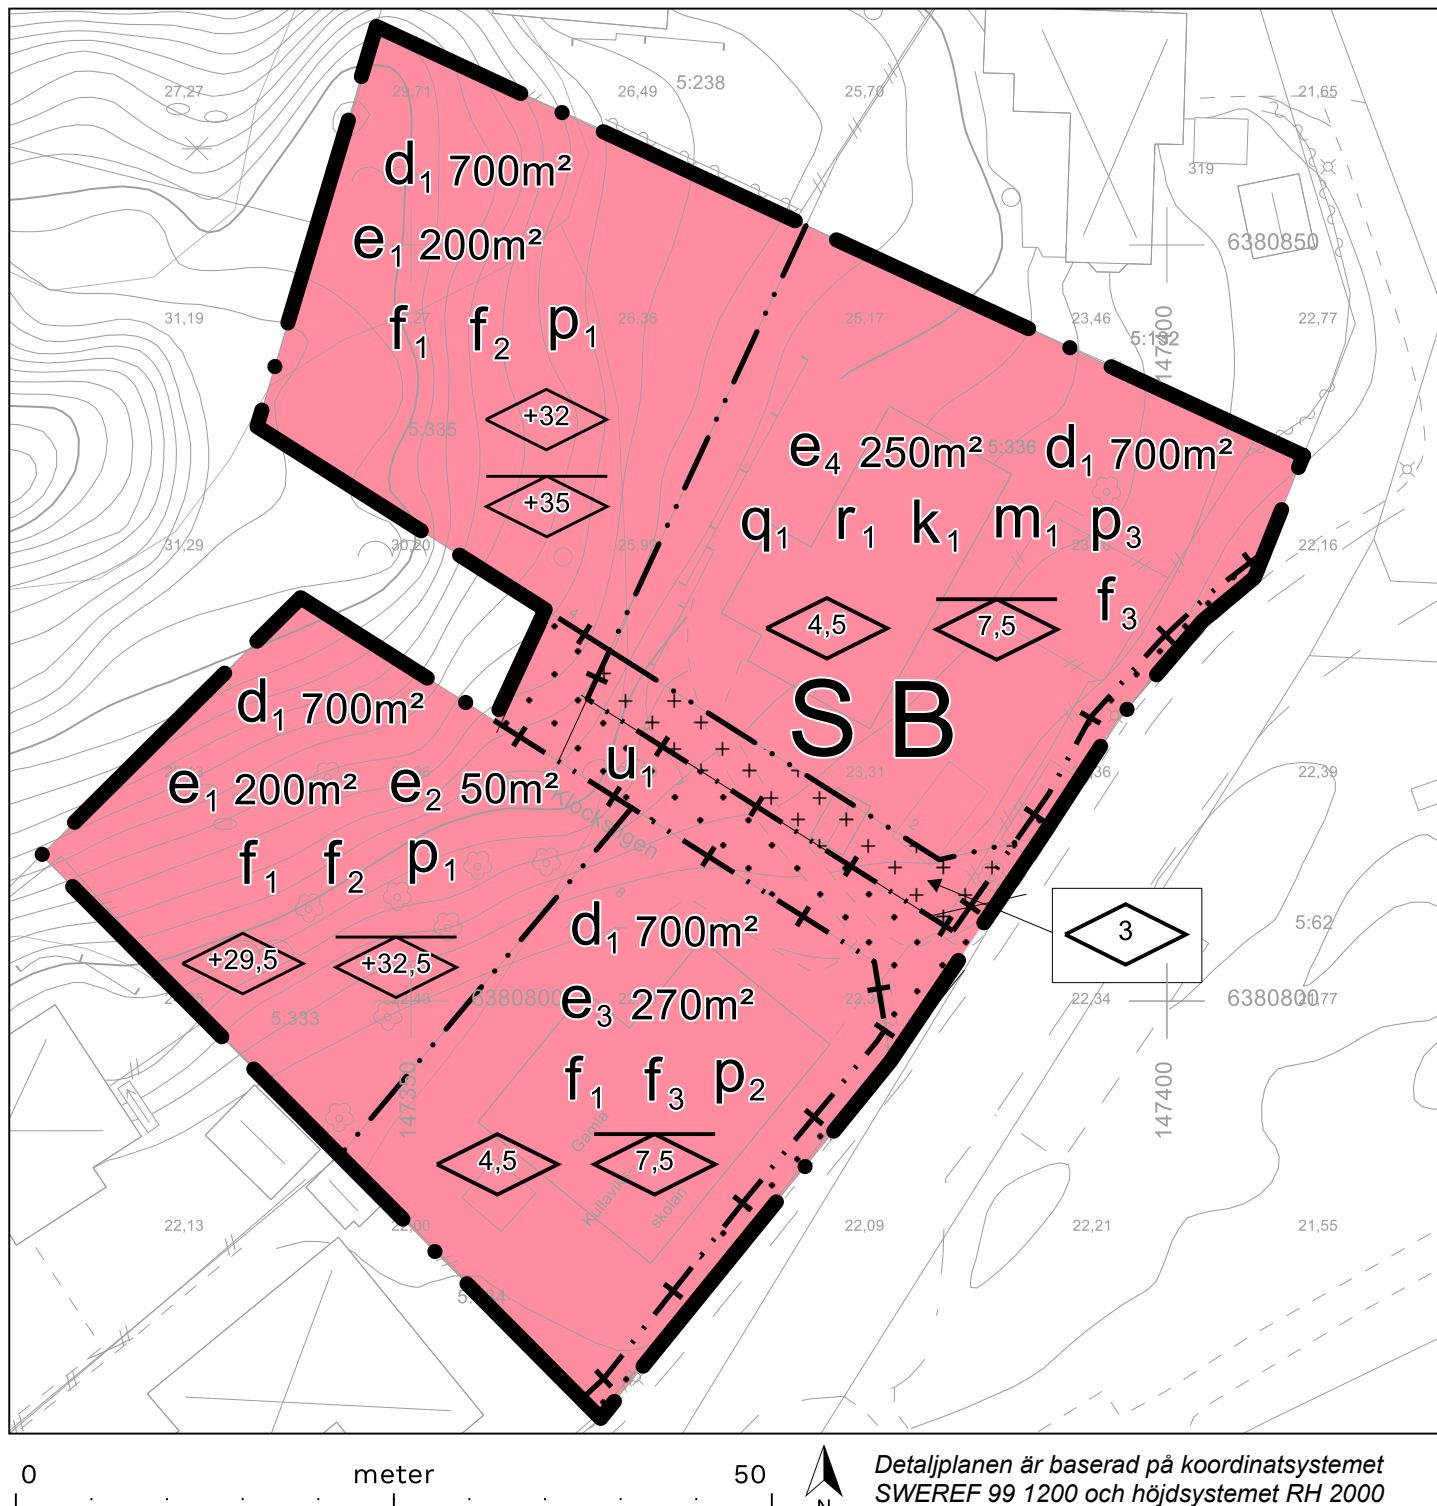 5:238
27,27
29,71
26,49
25,70
21,65
d1 700m²
319
e1 200m²
6380850
31,19
26,36
25,17
23,46
22,77
f1 f2 p1
5:132
+32
5:335
e4 250m²
5:336
d1 700m²
+35
q1 r1 k1 m1 p3
31,29
30,20
25,99
22,16
f3
4,5
7,5
d1 700m²
S B
u1
23,31
22,39
e1 200m² e2 50m²
Klockstigen
f1 f2 p1
d1 700m²
3
5:62
+29,5
+32,5
6380800
e3 270m²
22,34
6380800
5:333
147350
147400
f1 f3 p2
Gamla
Kullaviks-
skolan
4,5
7,5
22,13
22,00
22,09
22,21
21,55
0 meter 50
N
Detaljplanen är baserad på koordinatsystemet
SWEREF 99 1200 och höjdsystemet RH 2000